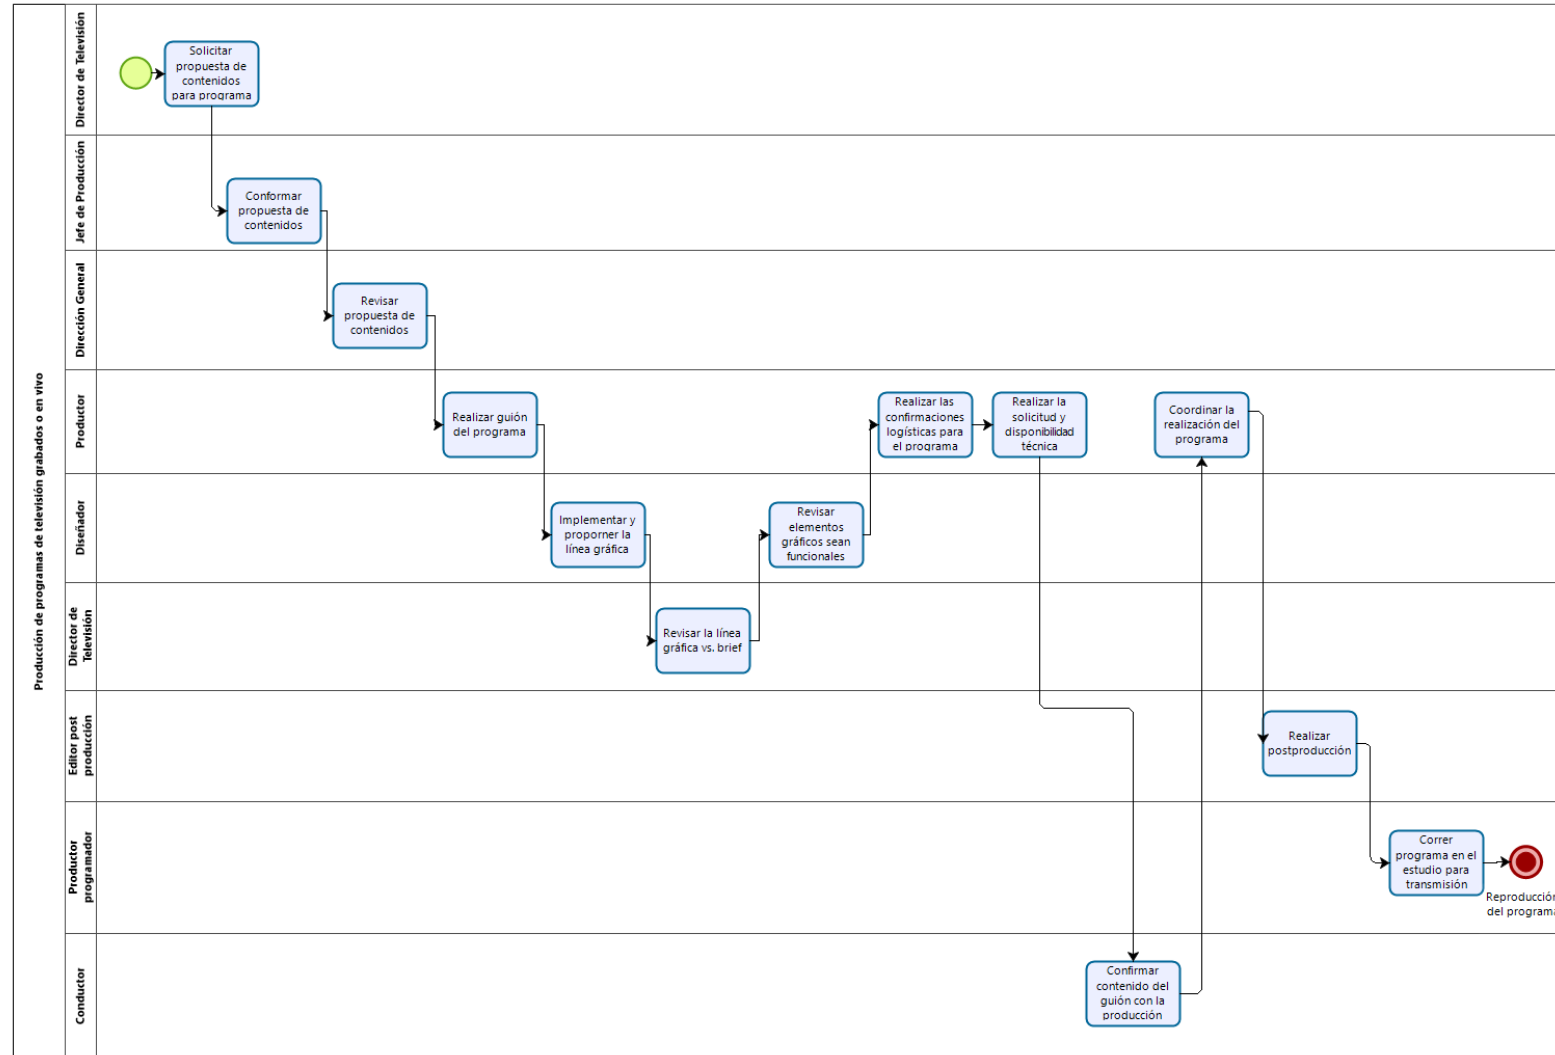 Producción de programas de televisión grabados o en vivo
Director de Televisión
Solicitar
propuesta de
contenidos
para programa
Jefe de Producción
Conformar
propuesta de
contenidos
Dirección General
Revisar
propuesta de
contenidos
Productor
Realizar guión
del programa
Realizar las
confirmaciones
logísticas para
el programa
Realizar la
solicitud y
disponibilidad
técnica
Coordinar la
realización del
programa
Diseñador
Implementar y
proporner la
línea gráfica
Revisar
elementos
gráficos sean
funcionales
Director de
Televisión
Revisar la línea
gráfica vs. brief
Editor post
producción
Realizar
postproducción
Productor
programador
Correr
programa en el
estudio para
transmisión
Reproducción
del programa
Conductor
Confirmar
contenido del
guión con la
producción